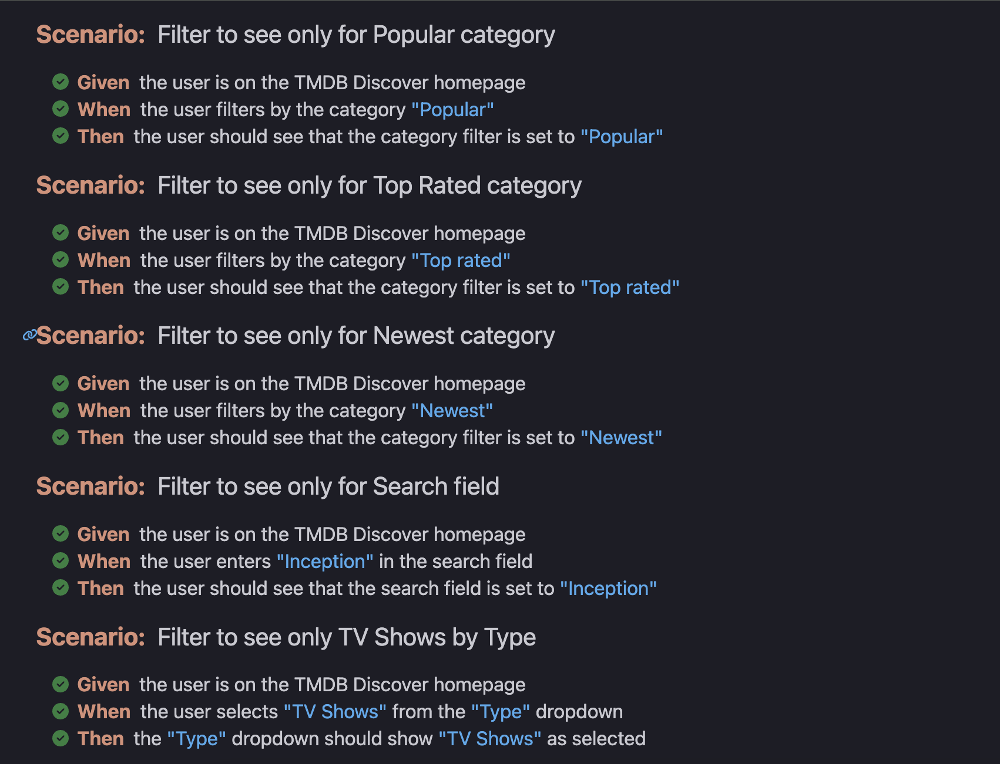 Scenario: Filter to see only for Popular category
Given the user is on the TMDB Discover homepage
When the user filters by the category "Popular"
Then the user should see that the category filter is set to "Popular"
Scenario: Filter to see only for Top Rated category
Given the user is on the TMDB Discover homepage
When the user filters by the category "Top rated"
Then the user should see that the category filter is set to "Top rated"
Scenario: Filter to see only for Newest category
Given the user is on the TMDB Discover homepage
When the user filters by the category "Newest"
Then the user should see that the category filter is set to "Newest"
Scenario: Filter to see only for Search field
Given the user is on the TMDB Discover homepage
When the user enters "Inception" in the search field
Then the user should see that the search field is set to "Inception"
Scenario: Filter to see only TV Shows by Type
Given the user is on the TMDB Discover homepage
When the user selects "TV Shows" from the "Type" dropdown
Then the "Type" dropdown should show "TV Shows" as selected